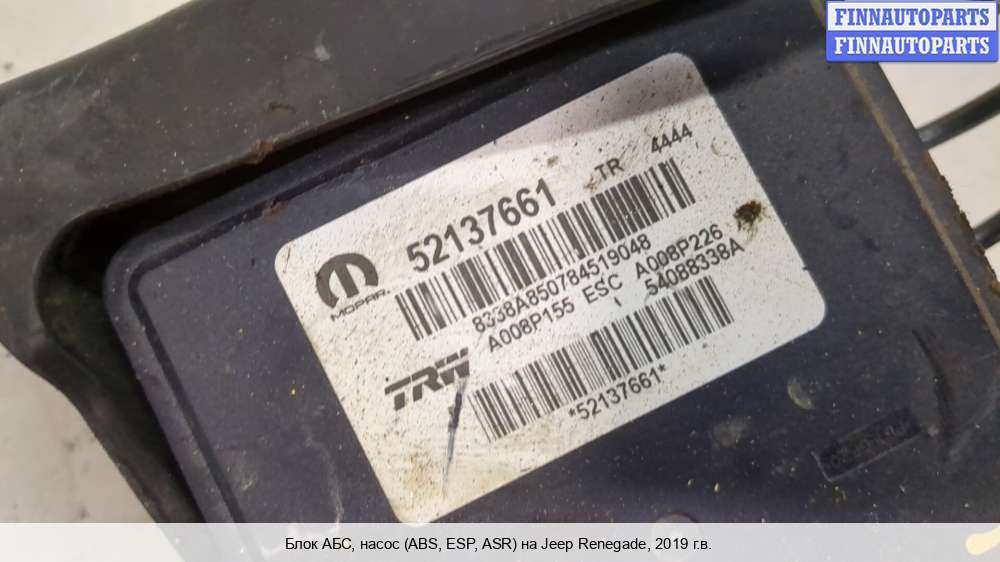 FINNAUTOPARTS
FINNAUTOPARTS
52137661 TR 4444
MOPAR
8338A850784519048
A008P155 ESC A008P226
54088338A
TRW
*52137661*
Блок АБС, насос (ABS, ESP, ASR) на Jeep Renegade, 2019 г.в.